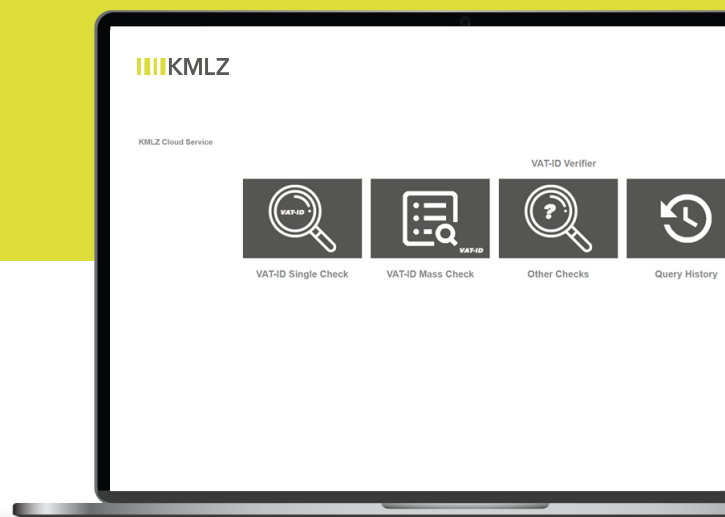 KMLZ
KMLZ Cloud Service
VAT-ID Verifier
VAT-ID
VAT-ID
?
VAT-ID Single Check
VAT-ID Mass Check
Other Checks
Query History